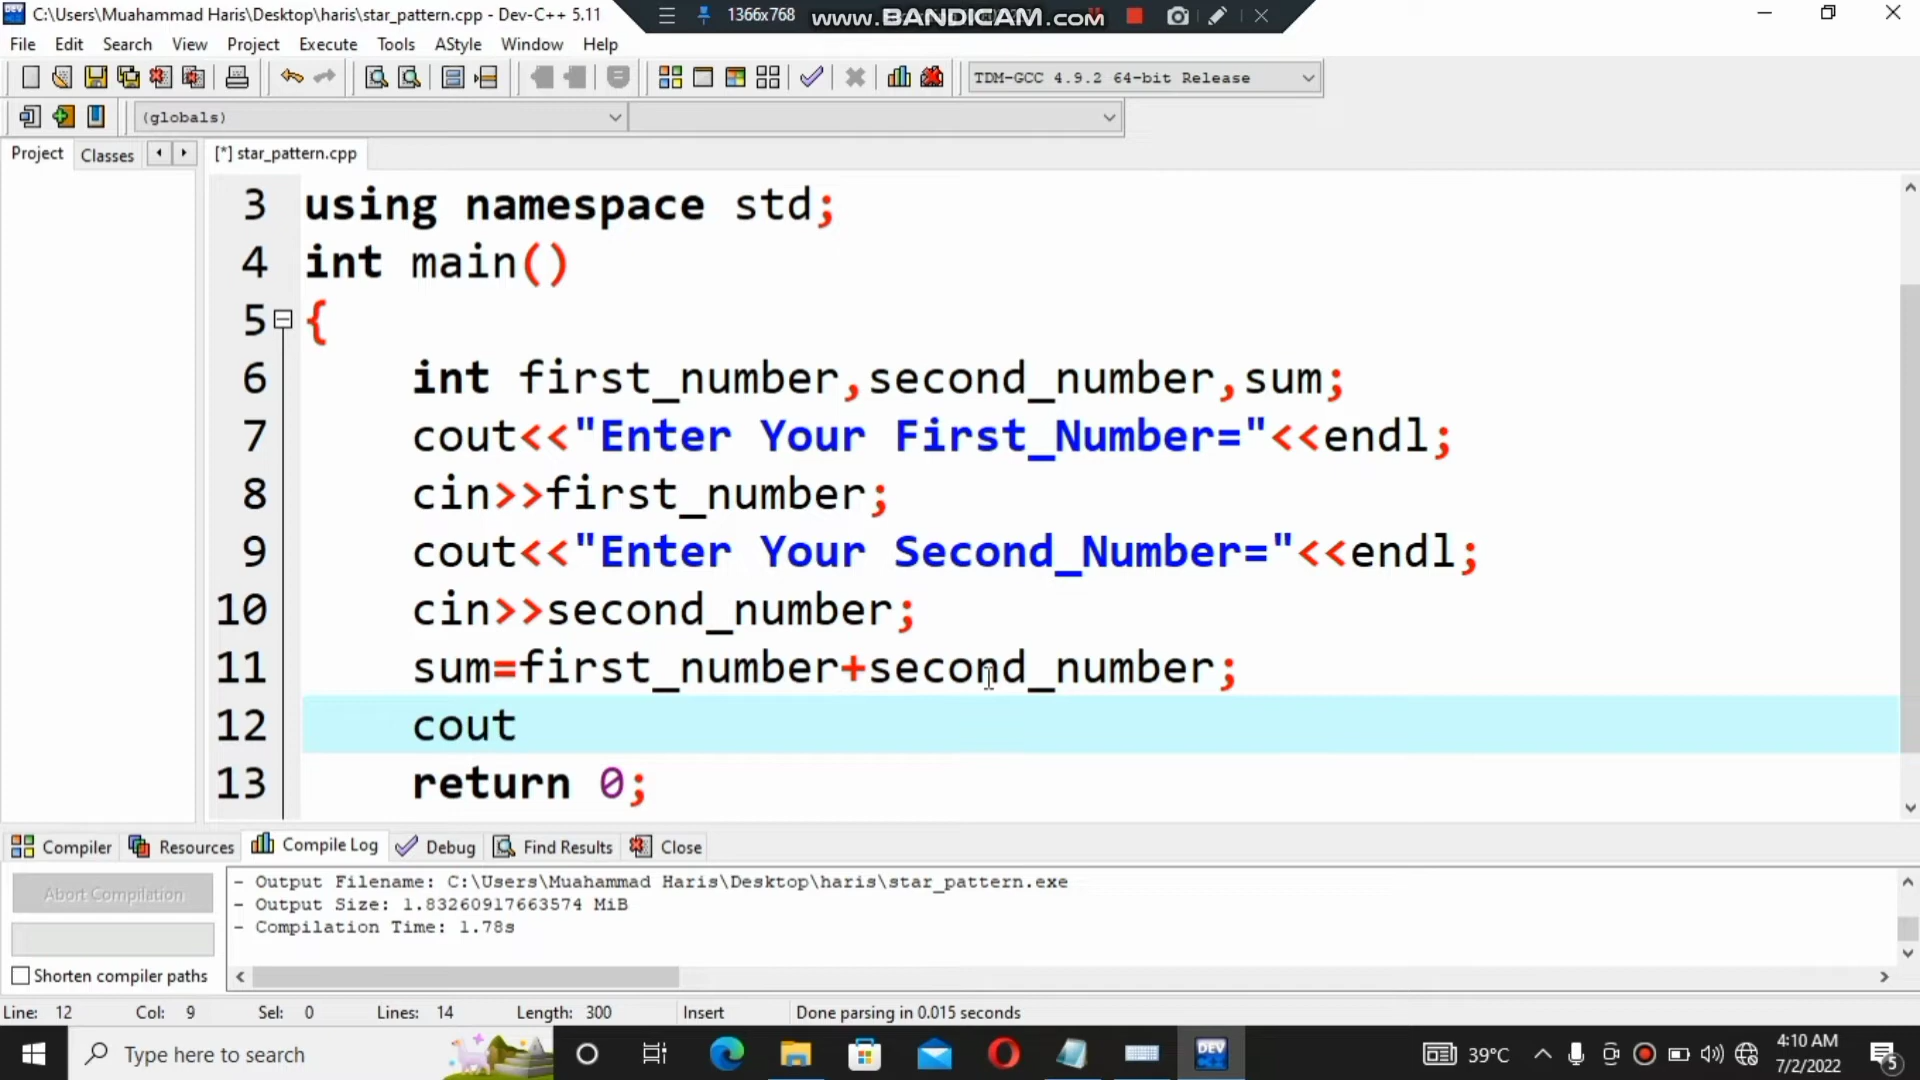 C:\Users\Muahammad Haris\Desktop\haris\star_pattern.cpp - Dev-C++ 5.11
1366x768
www.BANDICAM.com
File Edit Search View Project Execute Tools AStyle Window Help
TDM-GCC 4.9.2 64-bit Release
(globals)
Project Classes [*] star_pattern.cpp
3 using namespace std;
4 int main()
5 {
6 int first_number,second_number,sum;
7 cout<<"Enter Your First_Number="<<endl;
8 cin>>first_number;
9 cout<<"Enter Your Second_Number="<<endl;
10 cin>>second_number;
11 sum=first_number+second_number;
12 cout
13 return 0;
Compiler Resources Compile Log Debug Find Results Close
Abort Compilation
Shorten compiler paths
- Output Filename: C:\Users\Muahammad Haris\Desktop\haris\star_pattern.exe
- Output Size: 1.83260917663574 MiB
- Compilation Time: 1.78s
Line: 12 Col: 9 Sel: 0 Lines: 14 Length: 300 Insert Done parsing in 0.015 seconds
Type here to search
DEV
39°C
4:10 AM
7/2/2022
5